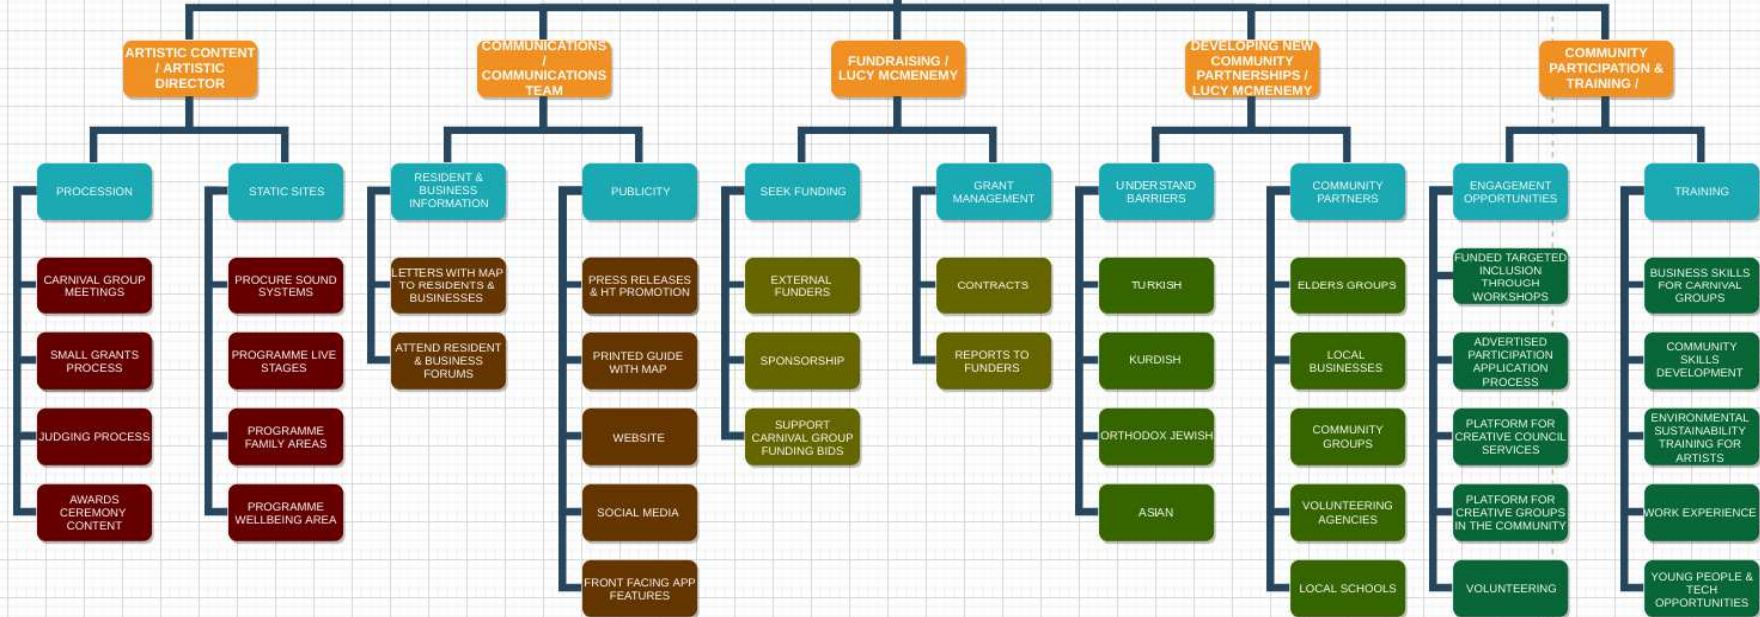 ARTISTIC CONTENT
/ ARTISTIC
DIRECTOR
COMMUNICATIONS
/
COMMUNICATIONS
TEAM
FUNDRAISING /
LUCY MCMENEMY
DEVELOPING NEW
COMMUNITY
PARTNERSHIPS /
LUCY MCMENEMY
COMMUNITY
PARTICIPATION &
TRAINING /
PROCESSION
STATIC SITES
RESIDENT &
BUSINESS
INFORMATION
PUBLICITY
SEEK FUNDING
GRANT
MANAGEMENT
UNDERSTAND
BARRIERS
COMMUNITY
PARTNERS
ENGAGEMENT
OPPORTUNITIES
TRAINING
CARNIVAL GROUP
MEETINGS
PROCURE SOUND
SYSTEMS
LETTERS WITH MAP
TO RESIDENTS &
BUSINESSES
PRESS RELEASES
& HT PROMOTION
EXTERNAL
FUNDERS
CONTRACTS
TURKISH
ELDERS GROUPS
FUNDED TARGETED
INCLUSION
THROUGH
WORKSHOPS
BUSINESS SKILLS
FOR CARNIVAL
GROUPS
SMALL GRANTS
PROCESS
PROGRAMME LIVE
STAGES
ATTEND RESIDENT
& BUSINESS
FORUMS
PRINTED GUIDE
WITH MAP
SPONSORSHIP
REPORTS TO
FUNDERS
KURDISH
LOCAL
BUSINESSES
ADVERTISED
PARTICIPATION
APPLICATION
PROCESS
COMMUNITY
SKILLS
DEVELOPMENT
JUDGING PROCESS
PROGRAMME
FAMILY AREAS
WEBSITE
SUPPORT
CARNIVAL GROUP
FUNDING BIDS
ORTHODOX JEWISH
COMMUNITY
GROUPS
PLATFORM FOR
CREATIVE COUNCIL
SERVICES
ENVIRONMENTAL
SUSTAINABILITY
TRAINING FOR
ARTISTS
AWARDS
CEREMONY
CONTENT
PROGRAMME
WELLBEING AREA
SOCIAL MEDIA
ASIAN
VOLUNTEERING
AGENCIES
PLATFORM FOR
CREATIVE GROUPS
IN THE COMMUNITY
WORK EXPERIENCE
FRONT FACING APP
FEATURES
LOCAL SCHOOLS
VOLUNTEERING
YOUNG PEOPLE &
TECH
OPPORTUNITIES